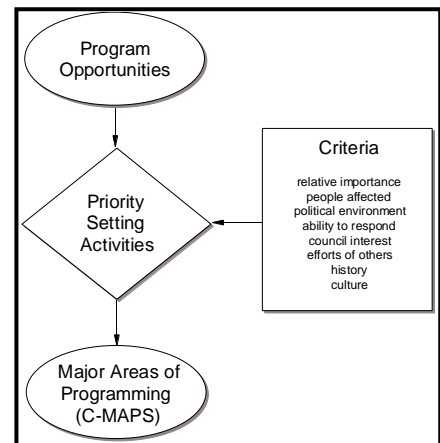 Program
Opportunities
Priority
Setting
Activities
Criteria
relative importance
people affected
political environment
ability to respond
council interest
efforts of others
history
culture
Major Areas of
Programming
(C-MAPS)